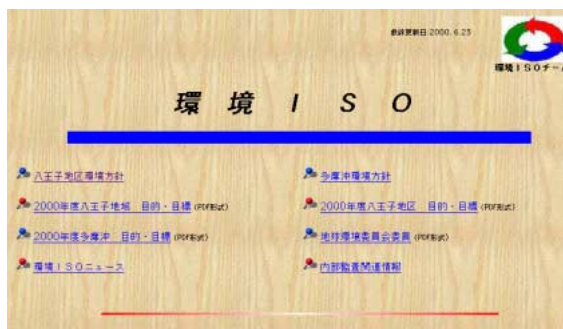 最終更新日:2000.6.23
環境ISOチーム
環境ISO
八王子地区環境方針
多摩沖環境方針
2000年度八王子地域 目的・目標 (PDF形式)
2000年度八王子地区 目的・目標 (PDF形式)
2000年度多摩沖 目的・目標 (PDF形式)
地球環境委員会委員 (PDF形式)
環境ISOニュース
内部監査関連情報